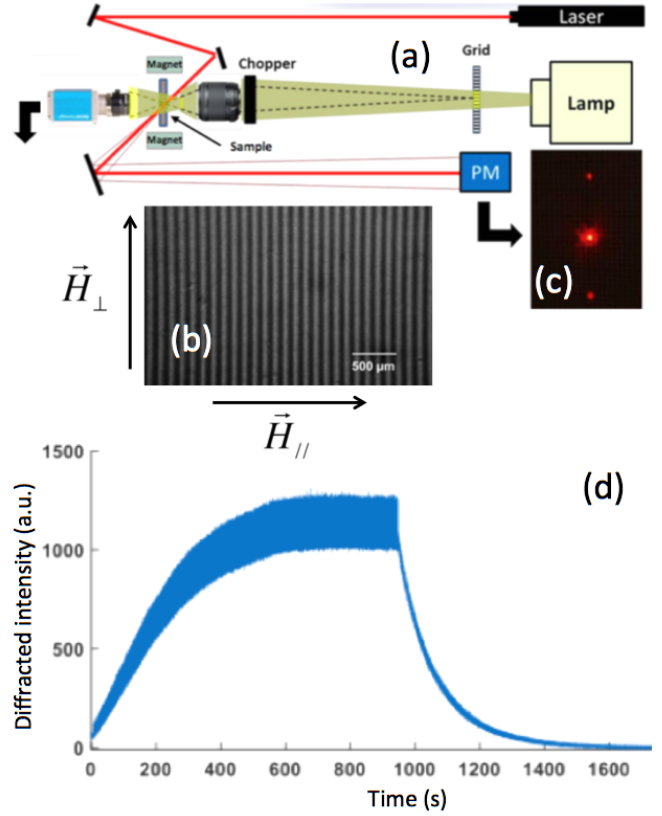 Laser
(a)
Magnet
Chopper
Grid
Lamp
Sample
Magnet
PM
(c)
H⊥
(b)
500 µm
H//
(d)
1500
1000
500
0
Diffracted intensity (a.u.)
0 200 400 600 800 1000 1200 1400 1600
Time (s)